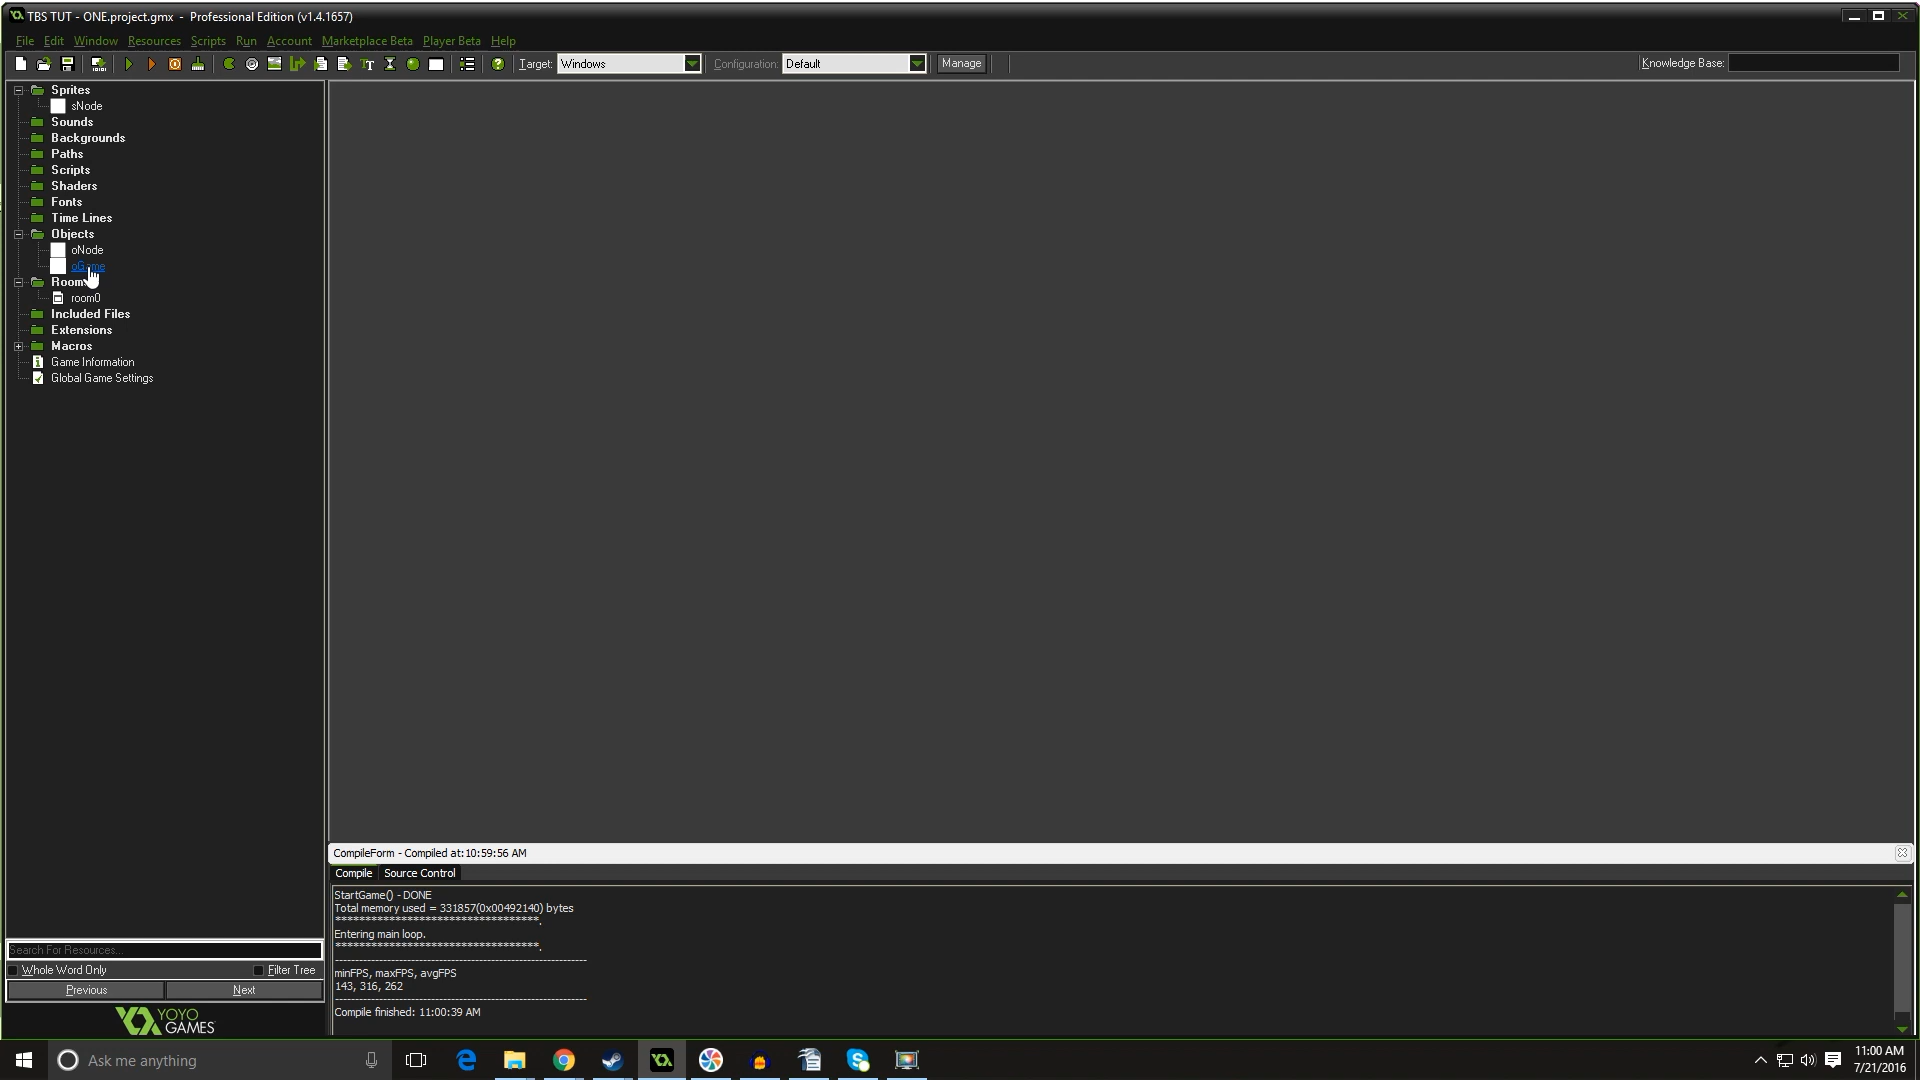 TBS TUT - ONE.project.gmx - Professional Edition (v1.4.1657)
File Edit Window Resources Scripts Run Account Marketplace Beta Player Beta Help
Target: Windows Configuration: Default Manage Knowledge Base:
Sprites
sNode
Sounds
Backgrounds
Paths
Scripts
Shaders
Fonts
Time Lines
Objects
oNode
oGame
Rooms
room0
Included Files
Extensions
Macros
Game Information
Global Game Settings
CompileForm - Compiled at:10:59:56 AM
Compile Source Control
StartGame() - DONE
Total memory used = 331857(0x00492140) bytes
***********************************.
Entering main loop.
***********************************.
---------------------------------------------------------------
minFPS, maxFPS, avgFPS
143, 316, 262
---------------------------------------------------------------
Compile finished: 11:00:39 AM
Search For Resources...
Whole Word Only Filter Tree
Previous Next
YOYO
GAMES
Ask me anything
11:00 AM
7/21/2016